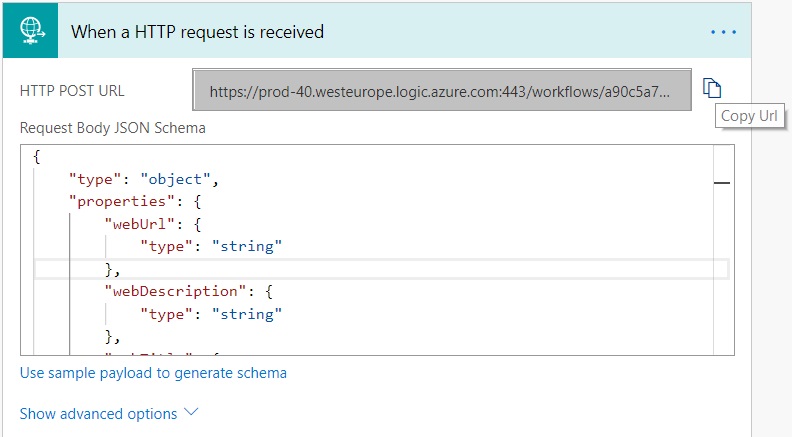 When a HTTP request is received
HTTP POST URL
https://prod-40.westeurope.logic.azure.com:443/workflows/a90c5a7...
Copy Url
Request Body JSON Schema
{
"type": "object",
"properties": {
"webUrl": {
"type": "string"
},
"webDescription": {
"type": "string"
},
Use sample payload to generate schema
Show advanced options